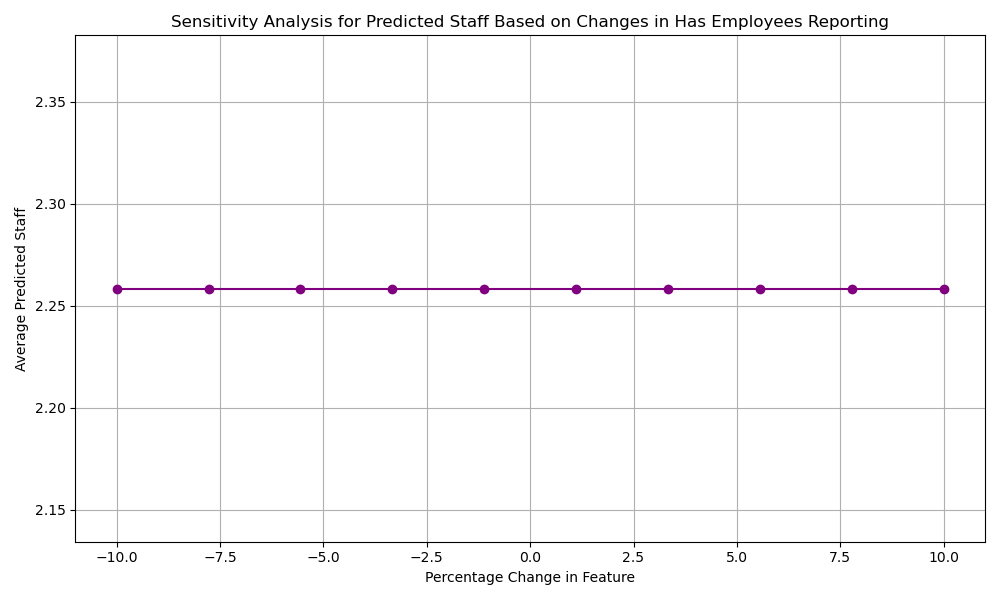 Sensitivity Analysis for Predicted Staff Based on Changes in Has Employees Reporting
Average Predicted Staff
2.35
2.30
2.25
2.20
2.15
−10.0 −7.5 −5.0 −2.5 0.0 2.5 5.0 7.5 10.0
Percentage Change in Feature